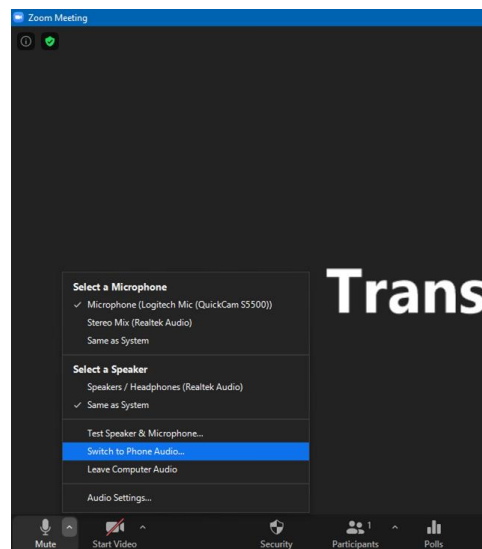 Zoom Meeting
Trans
Select a Microphone
✓ Microphone (Logitech Mic (QuickCam S5500))
Stereo Mix (Realtek Audio)
Same as System
Select a Speaker
Speakers / Headphones (Realtek Audio)
✓ Same as System
Test Speaker & Microphone...
Switch to Phone Audio...
Leave Computer Audio
Audio Settings...
1
Mute Start Video Security Participants Polls